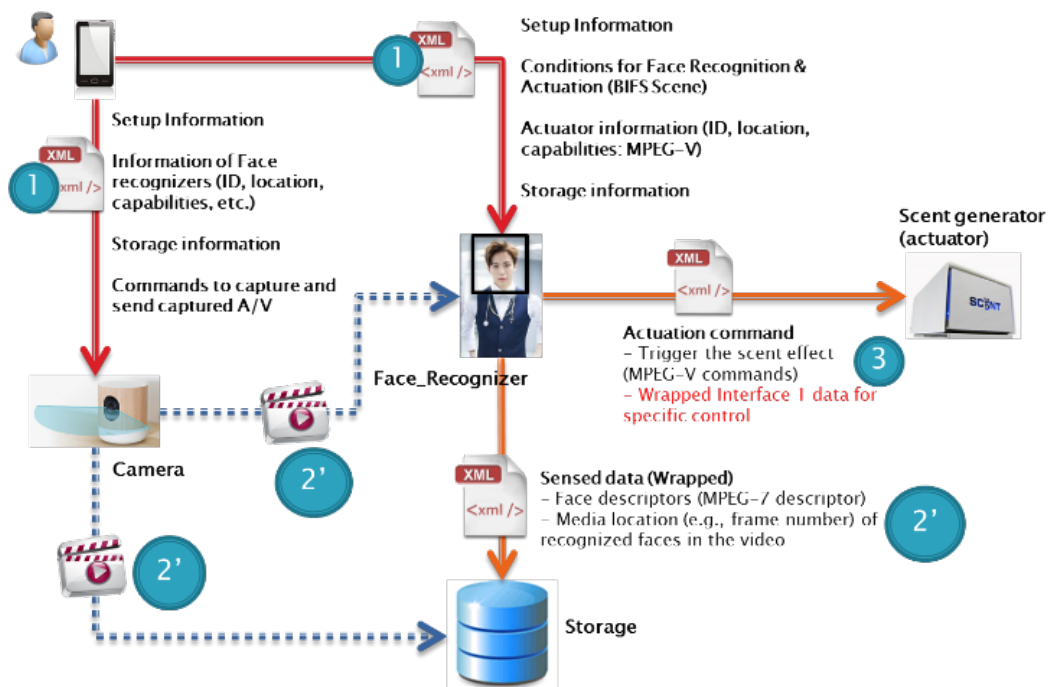 1
XML
<xml />
Setup Information
Conditions for Face Recognition &
Actuation (BIFS Scene)
Actuator information (ID, location,
capabilities: MPEG-V)
Storage information
Setup Information
XML
1
<xml />
Information of Face
recognizers (ID, location,
capabilities, etc.)
Storage information
Commands to capture and
send captured A/V
Scent generator
(actuator)
SCENT
XML
<xml />
Actuation command
– Trigger the scent effect
(MPEG-V commands)
– Wrapped Interface 1 data for
specific control
3
Face_Recognizer
Camera
2’
XML
<xml />
Sensed data (Wrapped)
– Face descriptors (MPEG-7 descriptor)
– Media location (e.g., frame number) of
recognized faces in the video
2’
2’
Storage